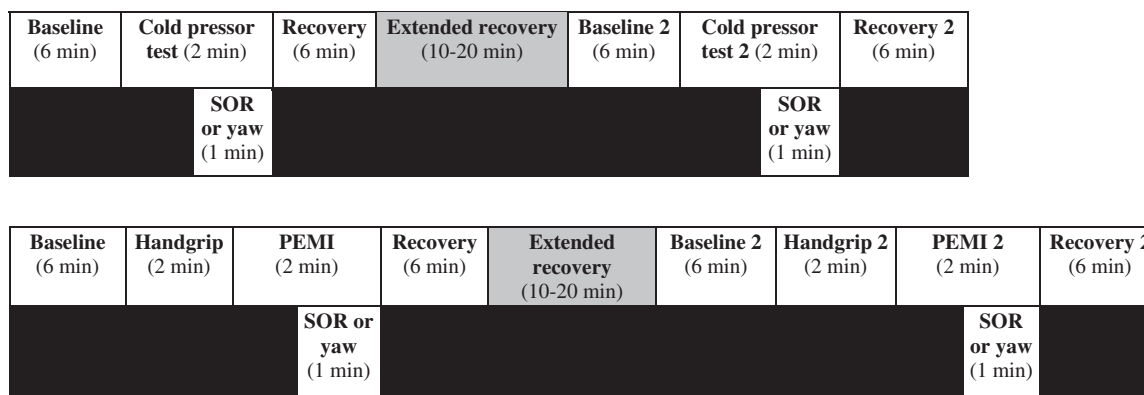 Baseline
(6 min)
Cold pressor
test (2 min)
Recovery
(6 min)
Extended recovery
(10-20 min)
Baseline 2
(6 min)
Cold pressor
test 2 (2 min)
Recovery 2
(6 min)
SOR
or yaw
(1 min)
SOR
or yaw
(1 min)
Baseline
(6 min)
Handgrip
(2 min)
PEMI
(2 min)
Recovery
(6 min)
Extended
recovery
(10-20 min)
Baseline 2
(6 min)
Handgrip 2
(2 min)
PEMI 2
(2 min)
Recovery 2
(6 min)
SOR or
yaw
(1 min)
SOR
or yaw
(1 min)